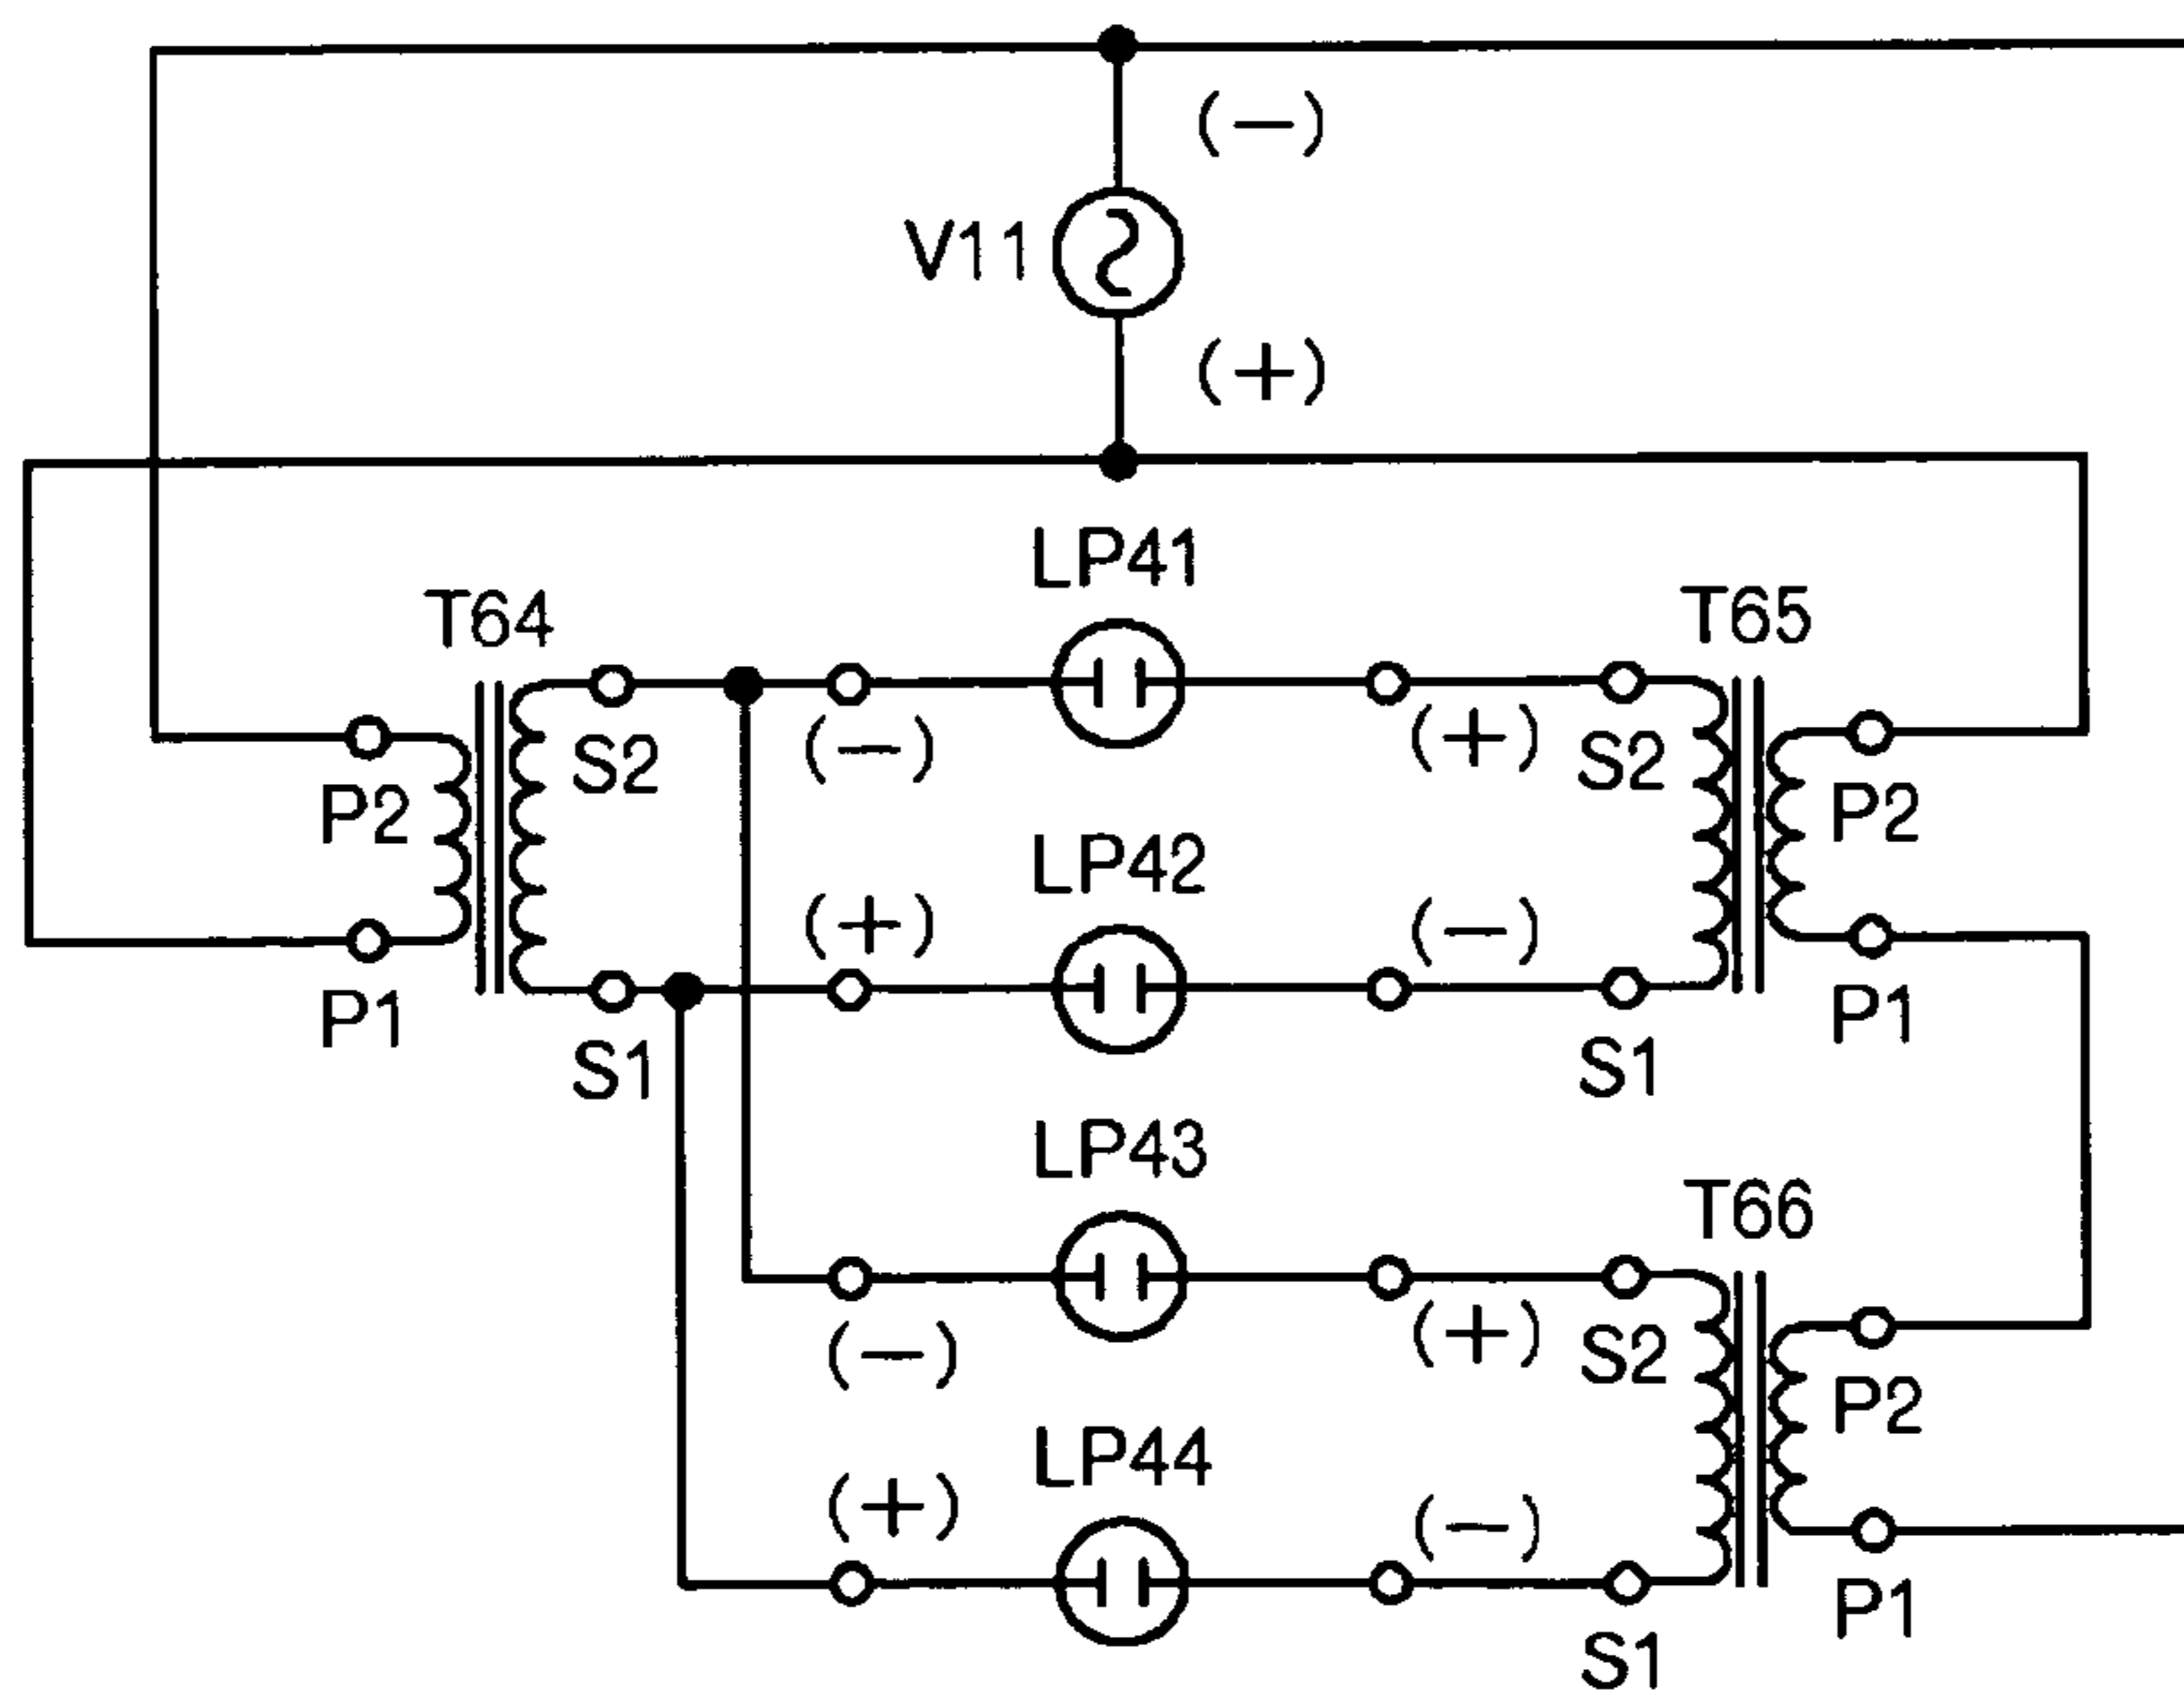 (−)
V11
(+)
LP41
T64
T65
(−)
(+)
S2
S2
P2
P2
LP42
(+)
(−)
P1
P1
S1
S1
LP43
T66
(−)
(+)
S2
P2
LP44
(+)
(−)
P1
S1